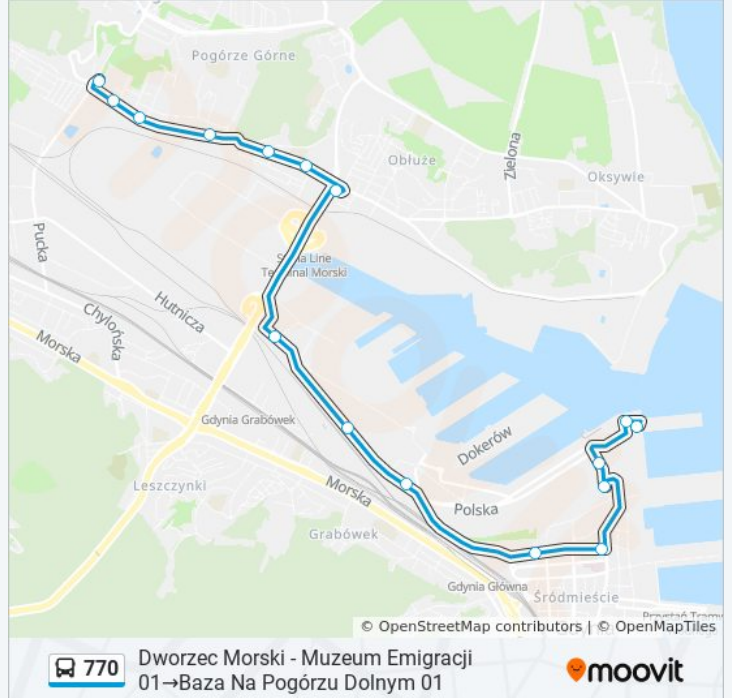 Pogórze Górne
Obłuże
Zielona
Oksywie
Pucka
Line
Terminal Morski
Hutnicza
Chylońska
Morska
Gdynia Grabówek
Dokerów
Leszczynki
Morska
Polska
Grabówek
Gdynia Główna
Śródmieście
© OpenStreetMap contributors | © OpenMapTiles
770
Dworzec Morski - Muzeum Emigracji
01→Baza Na Pogórzu Dolnym 01
moovit